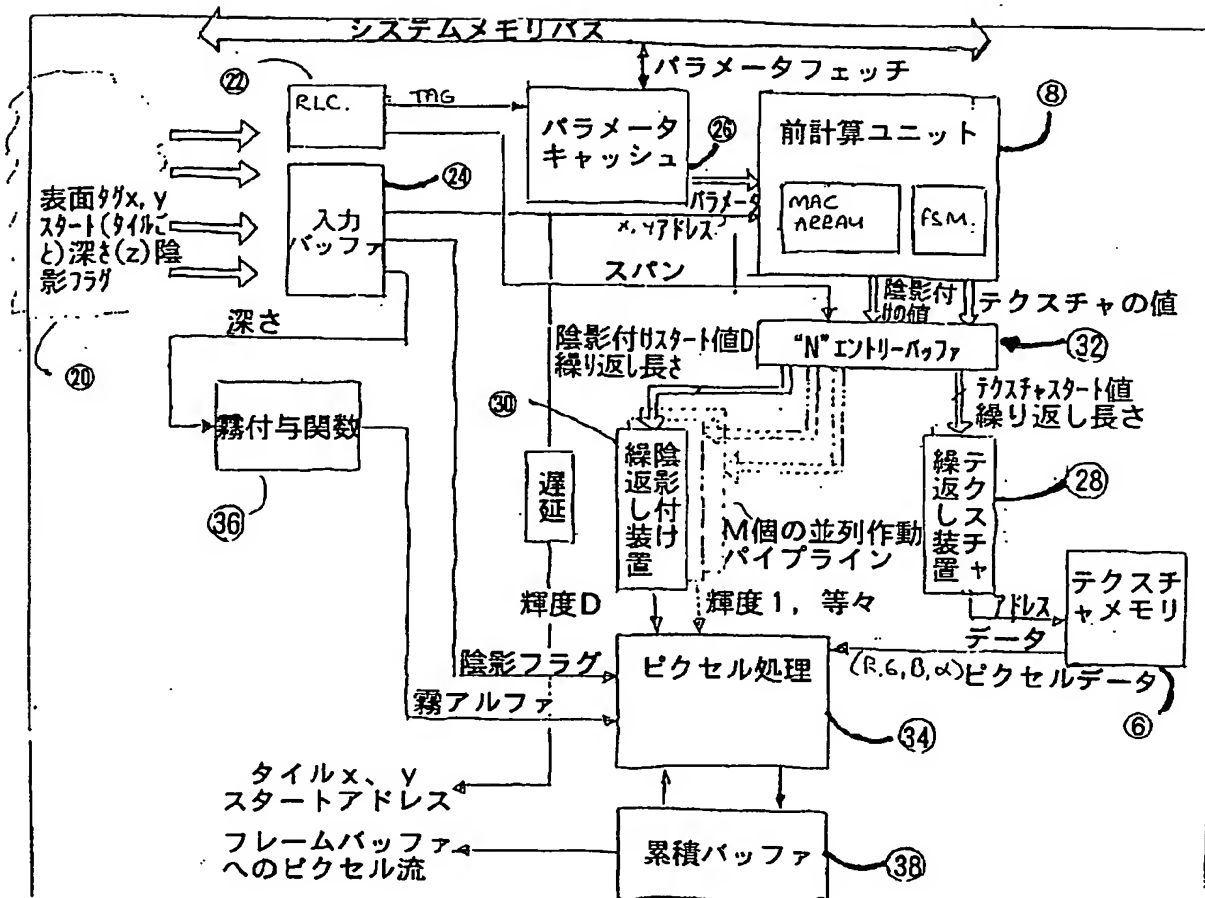 システムメモリバス
パラメータフェッチ
㉒
R.L.C.
TAG
パラメータ
キャッシュ
㉖
前計算ユニット
⑧
MAC
ARRAY
FSM.
㉔
入力
バッファ
表面タグx, y
スタート(タイルご
と)深さ(z)陰
影フラグ
⑳
パラメータ
x, yアドレス
スパン
陰影付
けの値
テクスチャの値
深さ
陰影付けスタート値D
繰り返し長さ
"N"エントリーバッファ
㉜
テクスチャスタート値
繰り返し長さ
霧付与関数
㊱
㉚
陰影付け
繰返し装置
遅延
M個の並列作動
パイプライン
テクスチャ
繰返し装置
㉘
テクスチ
ャメモリ
⑥
輝度D
輝度1, 等々
アドレス
データ
(R,G,B,α)ピクセルデータ
陰影フラグ
霧アルファ
ピクセル処理
㉞
タイルx、y
スタートアドレス
フレームバッファ
へのピクセル流
累積バッファ
㊳